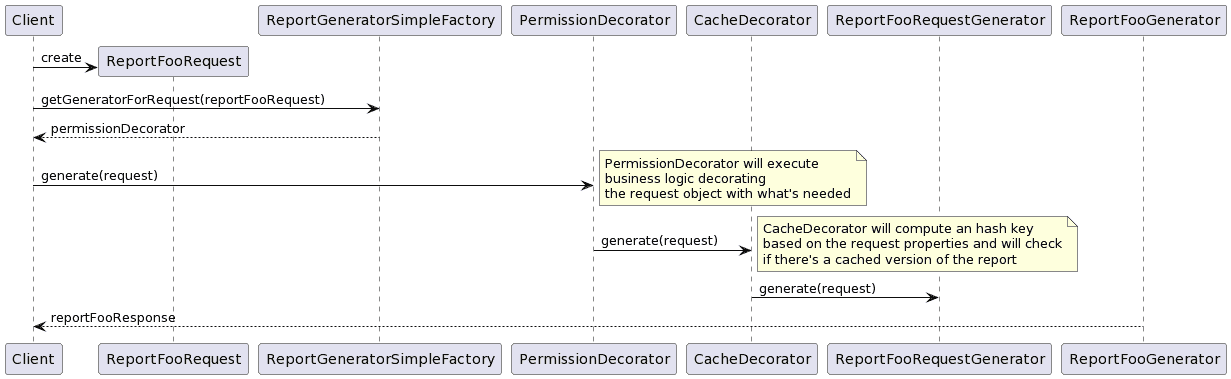 Client
ReportGeneratorSimpleFactory
PermissionDecorator
CacheDecorator
ReportFooRequestGenerator
ReportFooGenerator
create
ReportFooRequest
getGeneratorForRequest(reportFooRequest)
permissionDecorator
generate(request)
PermissionDecorator will execute
business logic decorating
the request object with what's needed
generate(request)
CacheDecorator will compute an hash key
based on the request properties and will check
if there's a cached version of the report
generate(request)
reportFooResponse
Client
ReportFooRequest
ReportGeneratorSimpleFactory
PermissionDecorator
CacheDecorator
ReportFooRequestGenerator
ReportFooGenerator